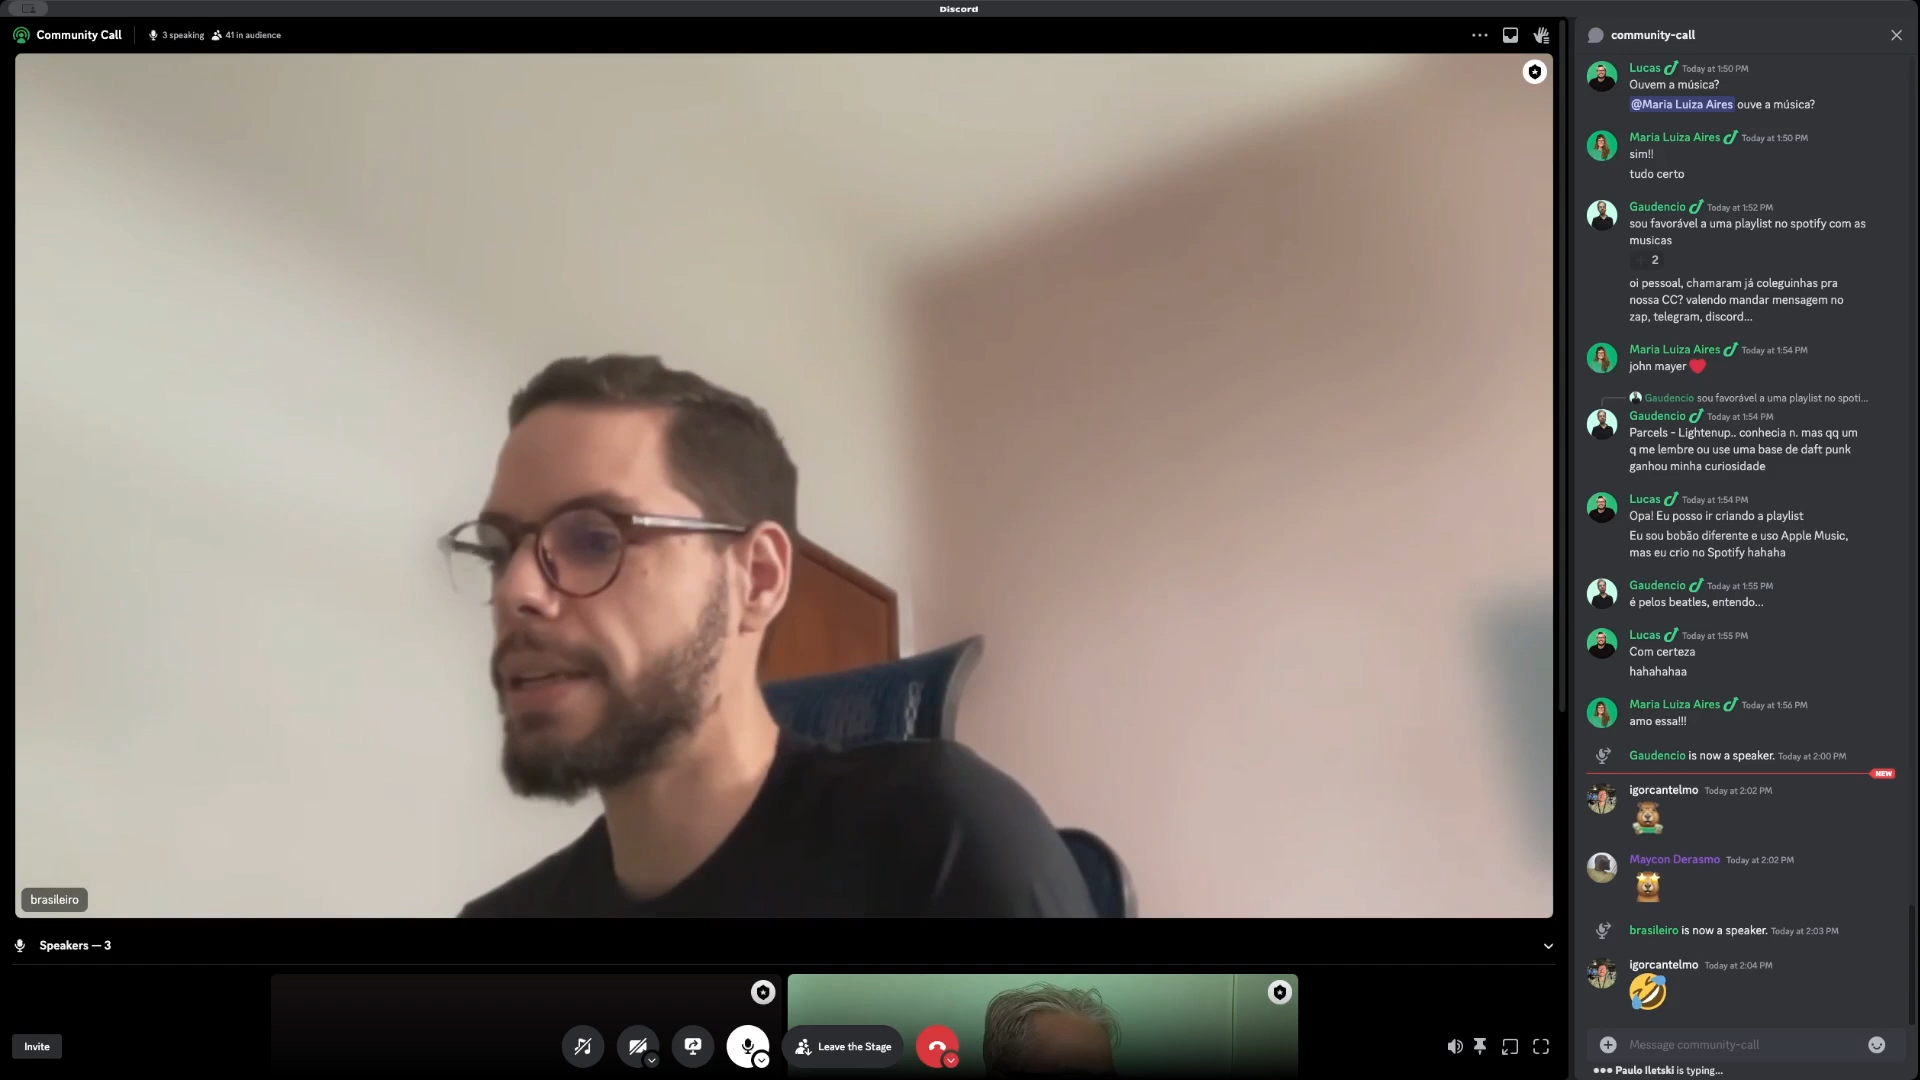 Discord
Community Call
3 speaking
41 in audience
brasileiro
Speakers — 3
Invite
Leave the Stage
community-call
Lucas Today at 1:50 PM
Ouvem a música?
@Maria Luiza Aires ouve a música?
Maria Luiza Aires Today at 1:50 PM
sim!!
tudo certo
Gaudencio Today at 1:52 PM
sou favorável a uma playlist no spotify com as
musicas
2
oi pessoal, chamaram já coleguinhas pra
nossa CC? valendo mandar mensagem no
zap, telegram, discord...
Maria Luiza Aires Today at 1:54 PM
john mayer
Gaudencio sou favorável a uma playlist no spoti...
Gaudencio Today at 1:54 PM
Parcels - Lightenup.. conhecia n. mas qq um
q me lembre ou use uma base de daft punk
ganhou minha curiosidade
Lucas Today at 1:54 PM
Opa! Eu posso ir criando a playlist
Eu sou bobão diferente e uso Apple Music,
mas eu crio no Spotify hahaha
Gaudencio Today at 1:55 PM
é pelos beatles, entendo...
Lucas Today at 1:55 PM
Com certeza
hahahahaa
Maria Luiza Aires Today at 1:56 PM
amo essa!!!
Gaudencio is now a speaker. Today at 2:00 PM
NEW
igorcantelmo Today at 2:02 PM
Maycon Derasmo Today at 2:02 PM
brasileiro is now a speaker. Today at 2:03 PM
igorcantelmo Today at 2:04 PM
Message community-call
Paulo Iletski is typing...